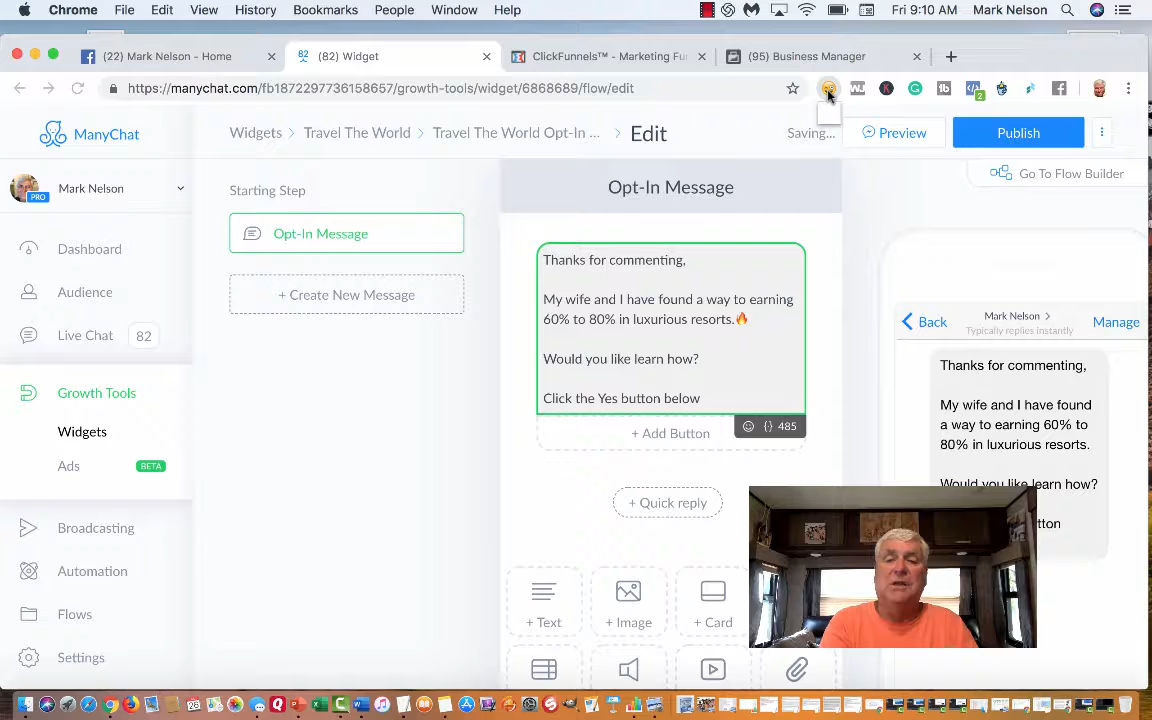 Chrome File Edit View History Bookmarks People Window Help Fri 9:10 AM Mark Nelson
(22) Mark Nelson - Home
82 (82) Widget
ClickFunnels™ - Marketing Fu
(95) Business Manager
https://manychat.com/fb1872297736158657/growth-tools/widget/6868689/flow/edit
2
ManyChat
Widgets > Travel The World > Travel The World Opt-In ... > Edit
Saving...
Preview
Publish
Mark Nelson
PRO
Dashboard
Audience
Live Chat 82
Growth Tools
Widgets
Ads BETA
Broadcasting
Automation
Flows
Settings
Starting Step
Opt-In Message
+ Create New Message
Opt-In Message
Thanks for commenting,
My wife and I have found a way to earning
60% to 80% in luxurious resorts.🔥
Would you like learn how?
Click the Yes button below
{} 485
+ Add Button
+ Quick reply
+ Text
+ Image
+ Card
Go To Flow Builder
Back
Mark Nelson >
Typically replies instantly
Manage
Thanks for commenting,
My wife and I have found
a way to earning 60% to
80% in luxurious resorts.
Would you like learn how?
tton